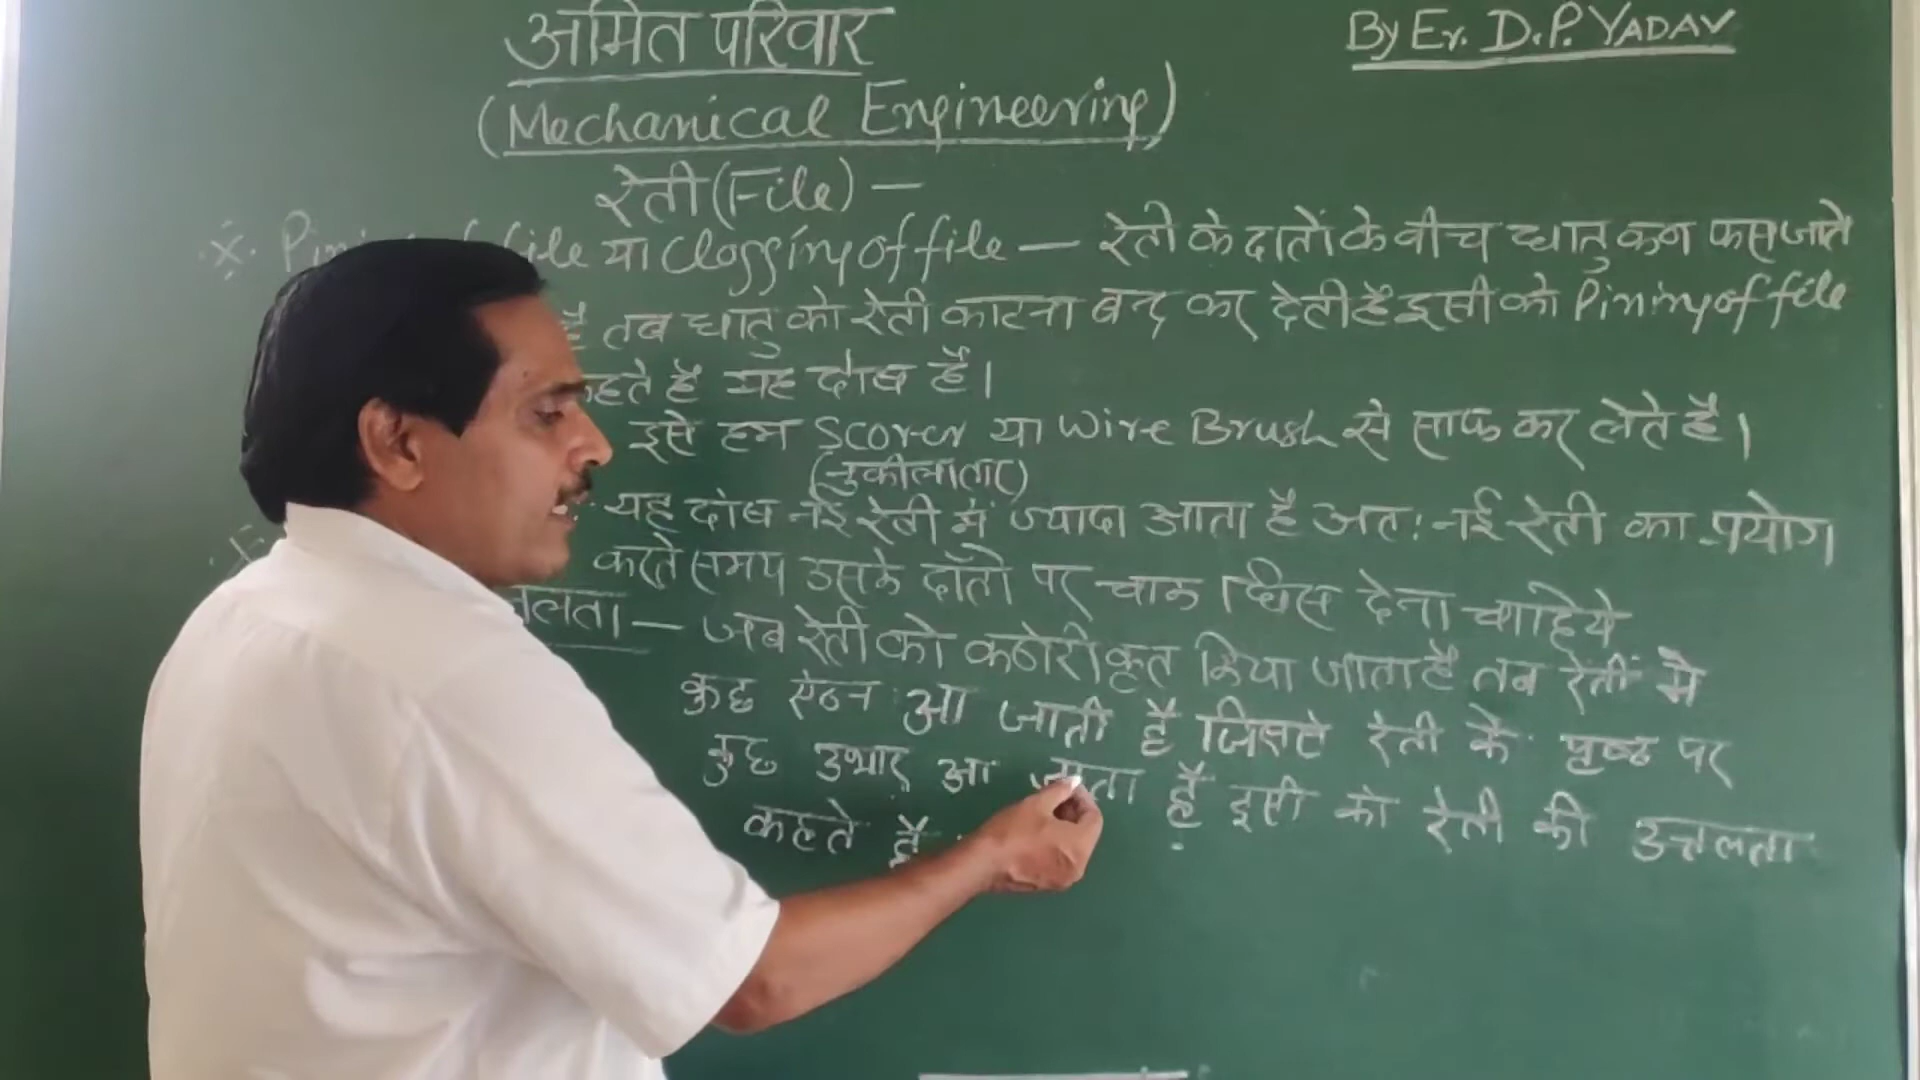 अमित परिवार
By Er. D.P. YADAV
(Mechanical Engineering)
रेती (File) —
file या Clogging of file — रेती के दातों के बीच धातु कन फस जाते
है तब धातु को रेती काटना बन्द कर देती है इसी को Pining of file
कहते है यह दोष है।
इसे हम Scorer या Wire Brush से साफ कर लेते है।
(नुकीला तार)
यह दोष नई रेती में ज्यादा आता है अत: नई रेती का प्रयोग
करते समय उसके दाँतो पर चाक घिस देना चाहिये
जब रेती को कठोरीकृत किया जाता है तब रेती में
कुछ ऐठन आ जाती है जिससे रेती के पृष्ठ पर
कुछ उभार आ जाता है इसी को रेती की उत्तलता
कहते है